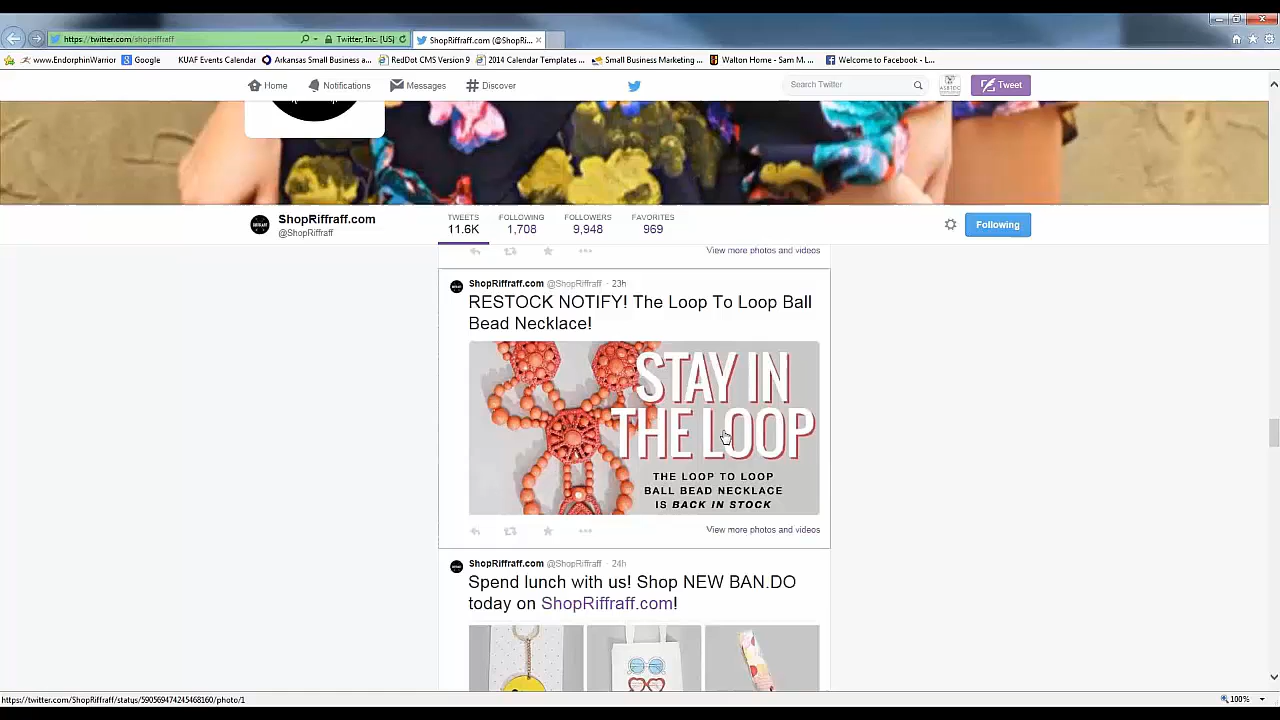 https://twitter.com/shopriffraff
Twitter, Inc. [US]
ShopRiffraff.com (@ShopRi...
www.EndorphinWarrior
Google
KUAF Events Calendar
Arkansas Small Business a...
RedDot CMS Version 9
2014 Calendar Templates ...
Small Business Marketing ...
Walton Home - Sam M. ...
Welcome to Facebook - L...
Home
Notifications
Messages
Discover
Search Twitter
ASBTDC
Tweet
ShopRiffraff.com
@ShopRiffraff
TWEETS
11.6K
FOLLOWING
1,708
FOLLOWERS
9,948
FAVORITES
969
Following
View more photos and videos
ShopRiffraff.com @ShopRiffraff · 23h
RESTOCK NOTIFY! The Loop To Loop Ball
Bead Necklace!
STAY IN
THE LOOP
THE LOOP TO LOOP
BALL BEAD NECKLACE
IS BACK IN STOCK
View more photos and videos
ShopRiffraff.com @ShopRiffraff · 24h
Spend lunch with us! Shop NEW BAN.DO
today on ShopRiffraff.com!
https://twitter.com/ShopRiffraff/status/590569474245468160/photo/1
100%